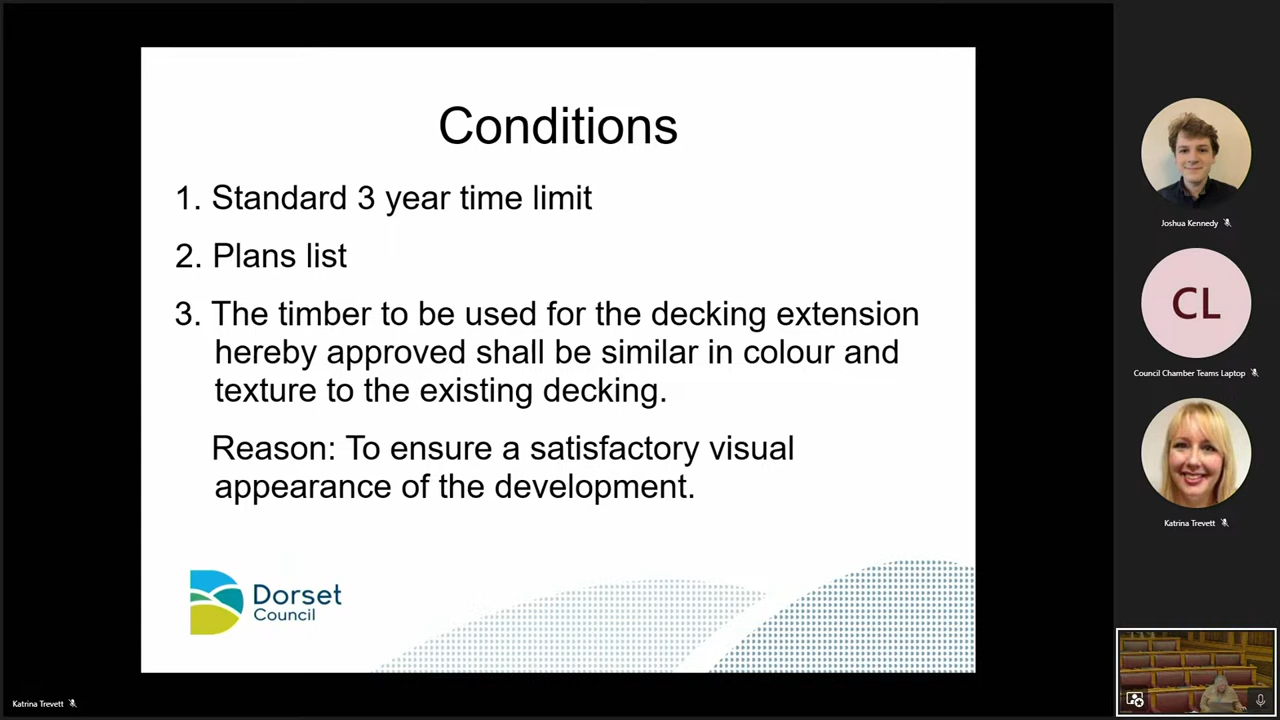 Conditions
1. Standard 3 year time limit
2. Plans list
3. The timber to be used for the decking extension
hereby approved shall be similar in colour and
texture to the existing decking.
Reason: To ensure a satisfactory visual
appearance of the development.
Dorset
Council
Joshua Kennedy
CL
Council Chamber Teams Laptop
Katrina Trevett
Katrina Trevett